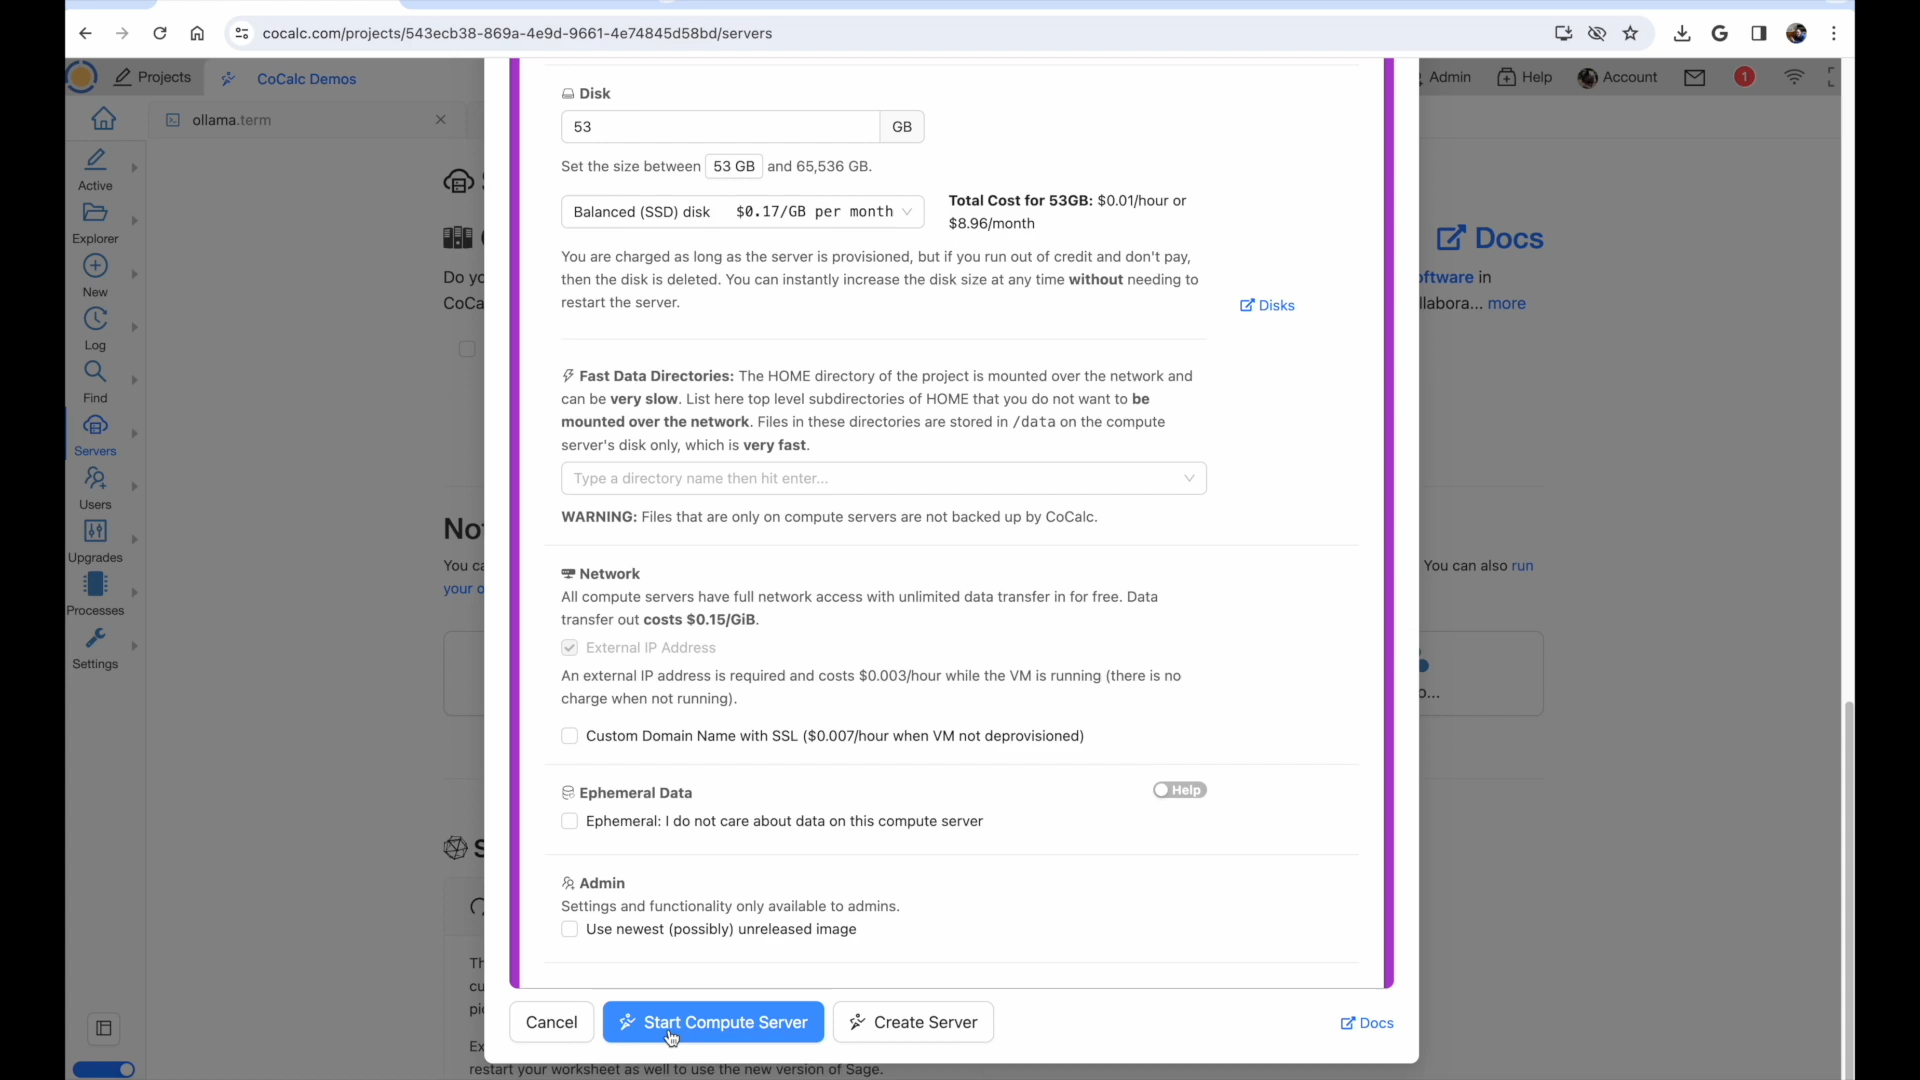 cocalc.com/projects/543ecb38-869a-4e9d-9661-4e74845d58bd/servers
Projects
CoCalc Demos
Admin
Help
Account
1
ollama.term
Active
Explorer
New
Log
Find
Servers
Users
Upgrades
Processes
Settings
Docs
in
more
You can also run
Disk
53 GB
Set the size between 53 GB and 65,536 GB.
Balanced (SSD) disk $0.17/GB per month
Total Cost for 53GB: $0.01/hour or
$8.96/month
You are charged as long as the server is provisioned, but if you run out of credit and don't pay,
then the disk is deleted. You can instantly increase the disk size at any time without needing to
restart the server.
Disks
Fast Data Directories: The HOME directory of the project is mounted over the network and
can be very slow. List here top level subdirectories of HOME that you do not want to be
mounted over the network. Files in these directories are stored in /data on the compute
server's disk only, which is very fast.
Type a directory name then hit enter...
WARNING: Files that are only on compute servers are not backed up by CoCalc.
Network
All compute servers have full network access with unlimited data transfer in for free. Data
transfer out costs $0.15/GiB.
External IP Address
An external IP address is required and costs $0.003/hour while the VM is running (there is no
charge when not running).
Custom Domain Name with SSL ($0.007/hour when VM not deprovisioned)
Ephemeral Data
Help
Ephemeral: I do not care about data on this compute server
Admin
Settings and functionality only available to admins.
Use newest (possibly) unreleased image
Cancel
Start Compute Server
Create Server
Docs
restart your worksheet as well to use the new version of Sage.